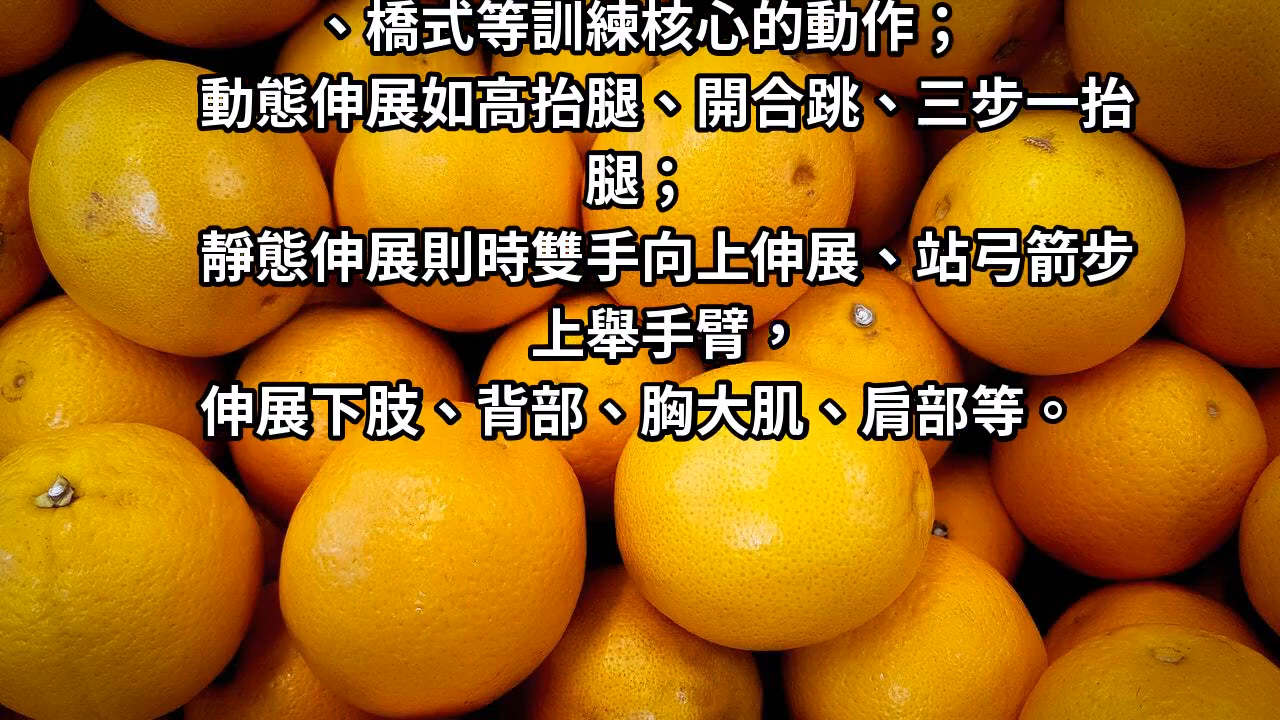 、橋式等訓練核心的動作；
動態伸展如高抬腿、開合跳、三步一抬
腿；
靜態伸展則時雙手向上伸展、站弓箭步
上舉手臂，
伸展下肢、背部、胸大肌、肩部等。